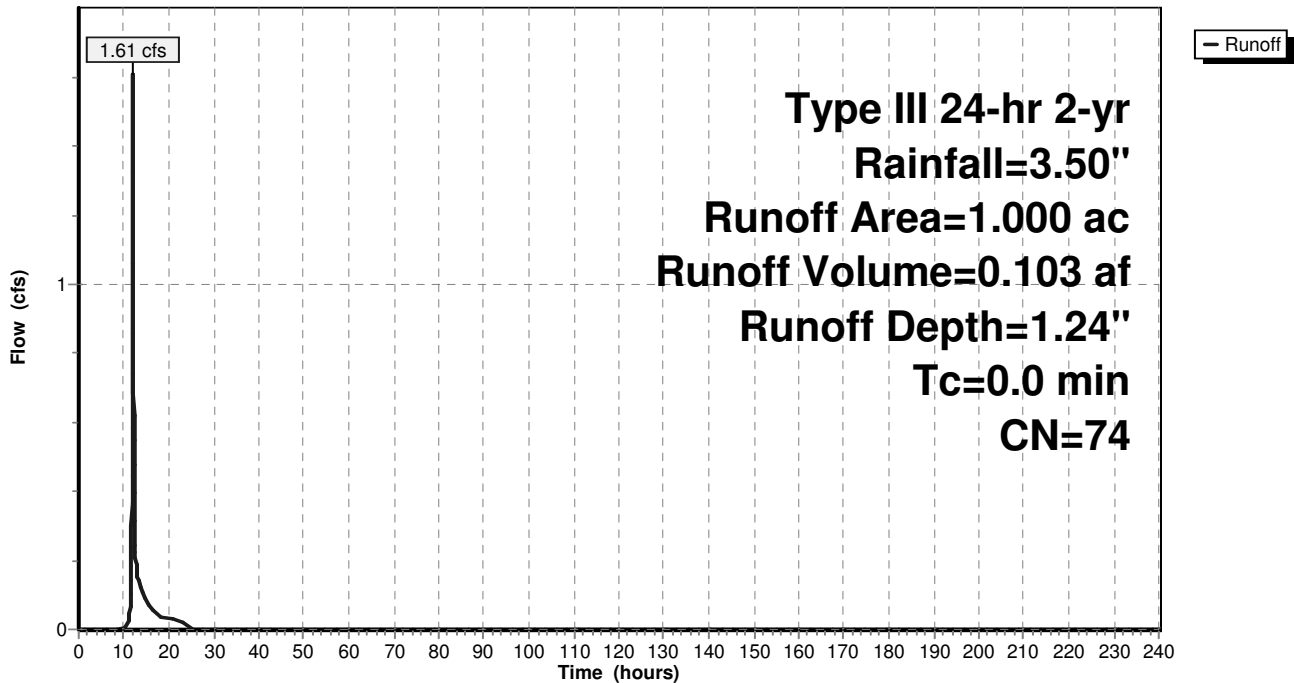 1.61 cfs
Runoff
Type III 24-hr 2-yr
Rainfall=3.50"
Runoff Area=1.000 ac
Runoff Volume=0.103 af
Runoff Depth=1.24"
Tc=0.0 min
CN=74
Flow (cfs)
1
0
0 10 20 30 40 50 60 70 80 90 100 110 120 130 140 150 160 170 180 190 200 210 220 230 240
Time (hours)